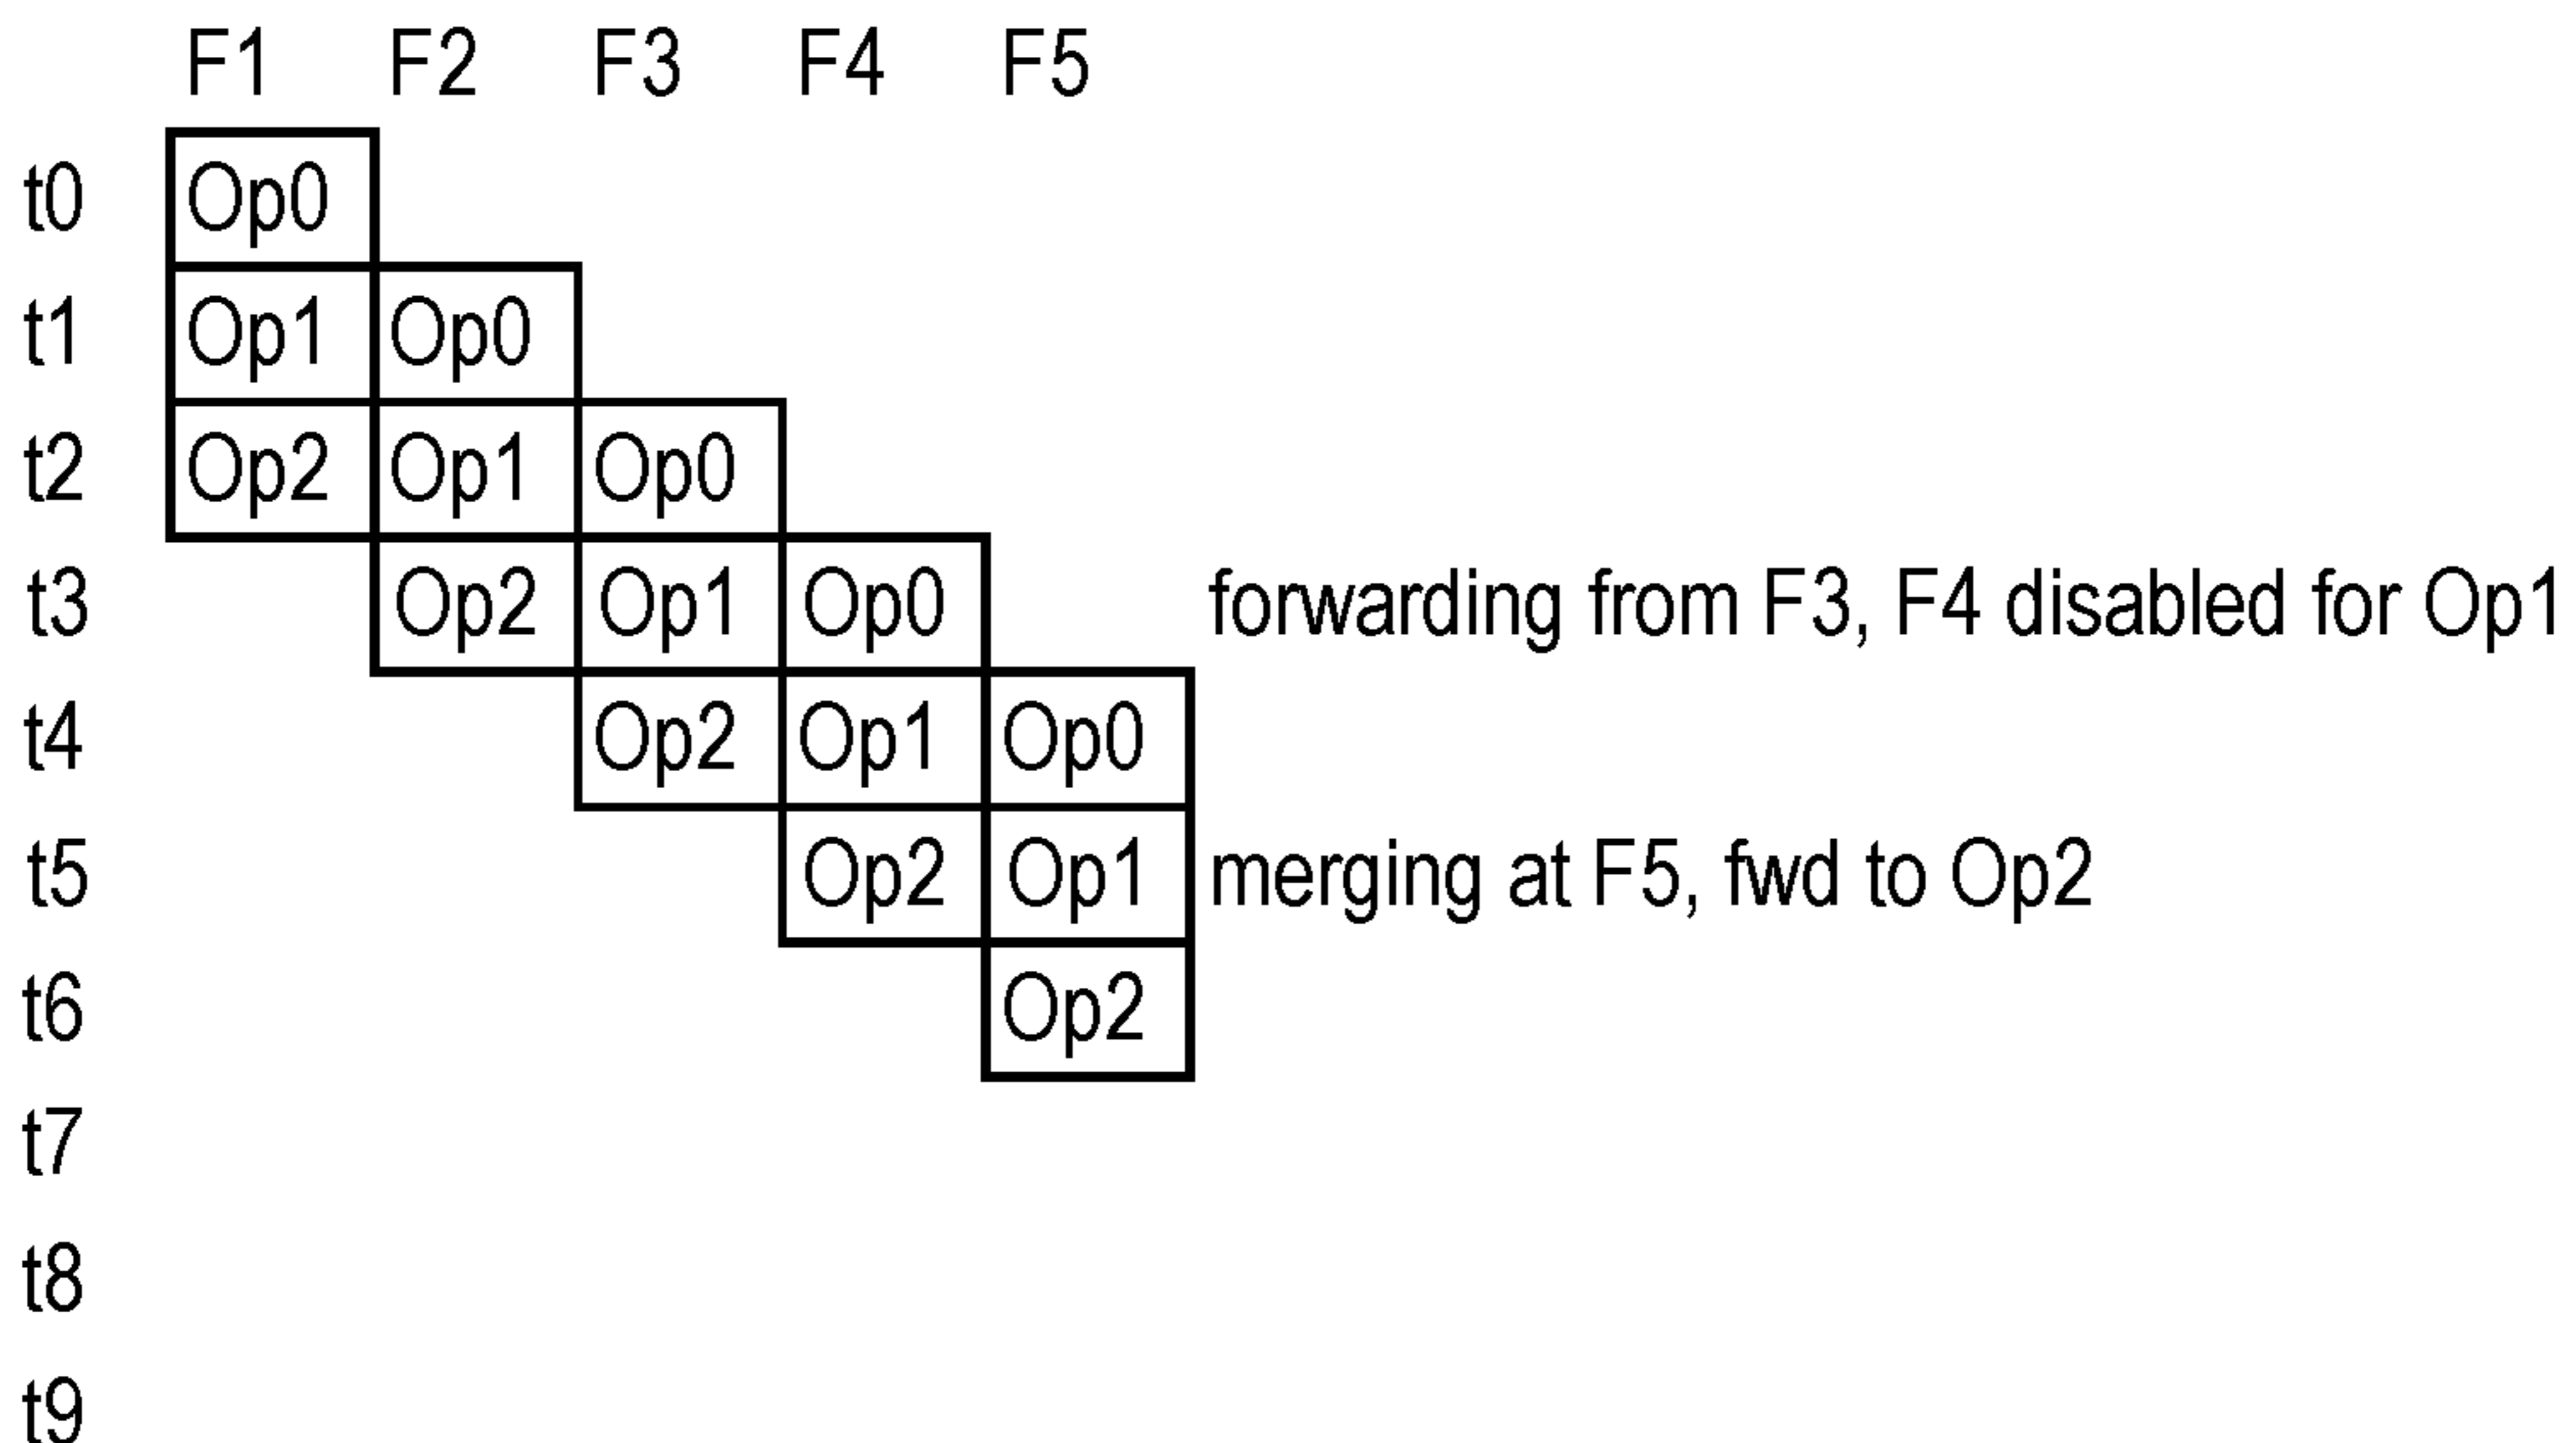 F1 F2 F3 F4 F5
t0 Op0
t1 Op1 Op0
t2 Op2 Op1 Op0
t3 Op2 Op1 Op0 forwarding from F3, F4 disabled for Op1
t4 Op2 Op1 Op0
t5 Op2 Op1 merging at F5, fwd to Op2
t6 Op2
t7
t8
t9